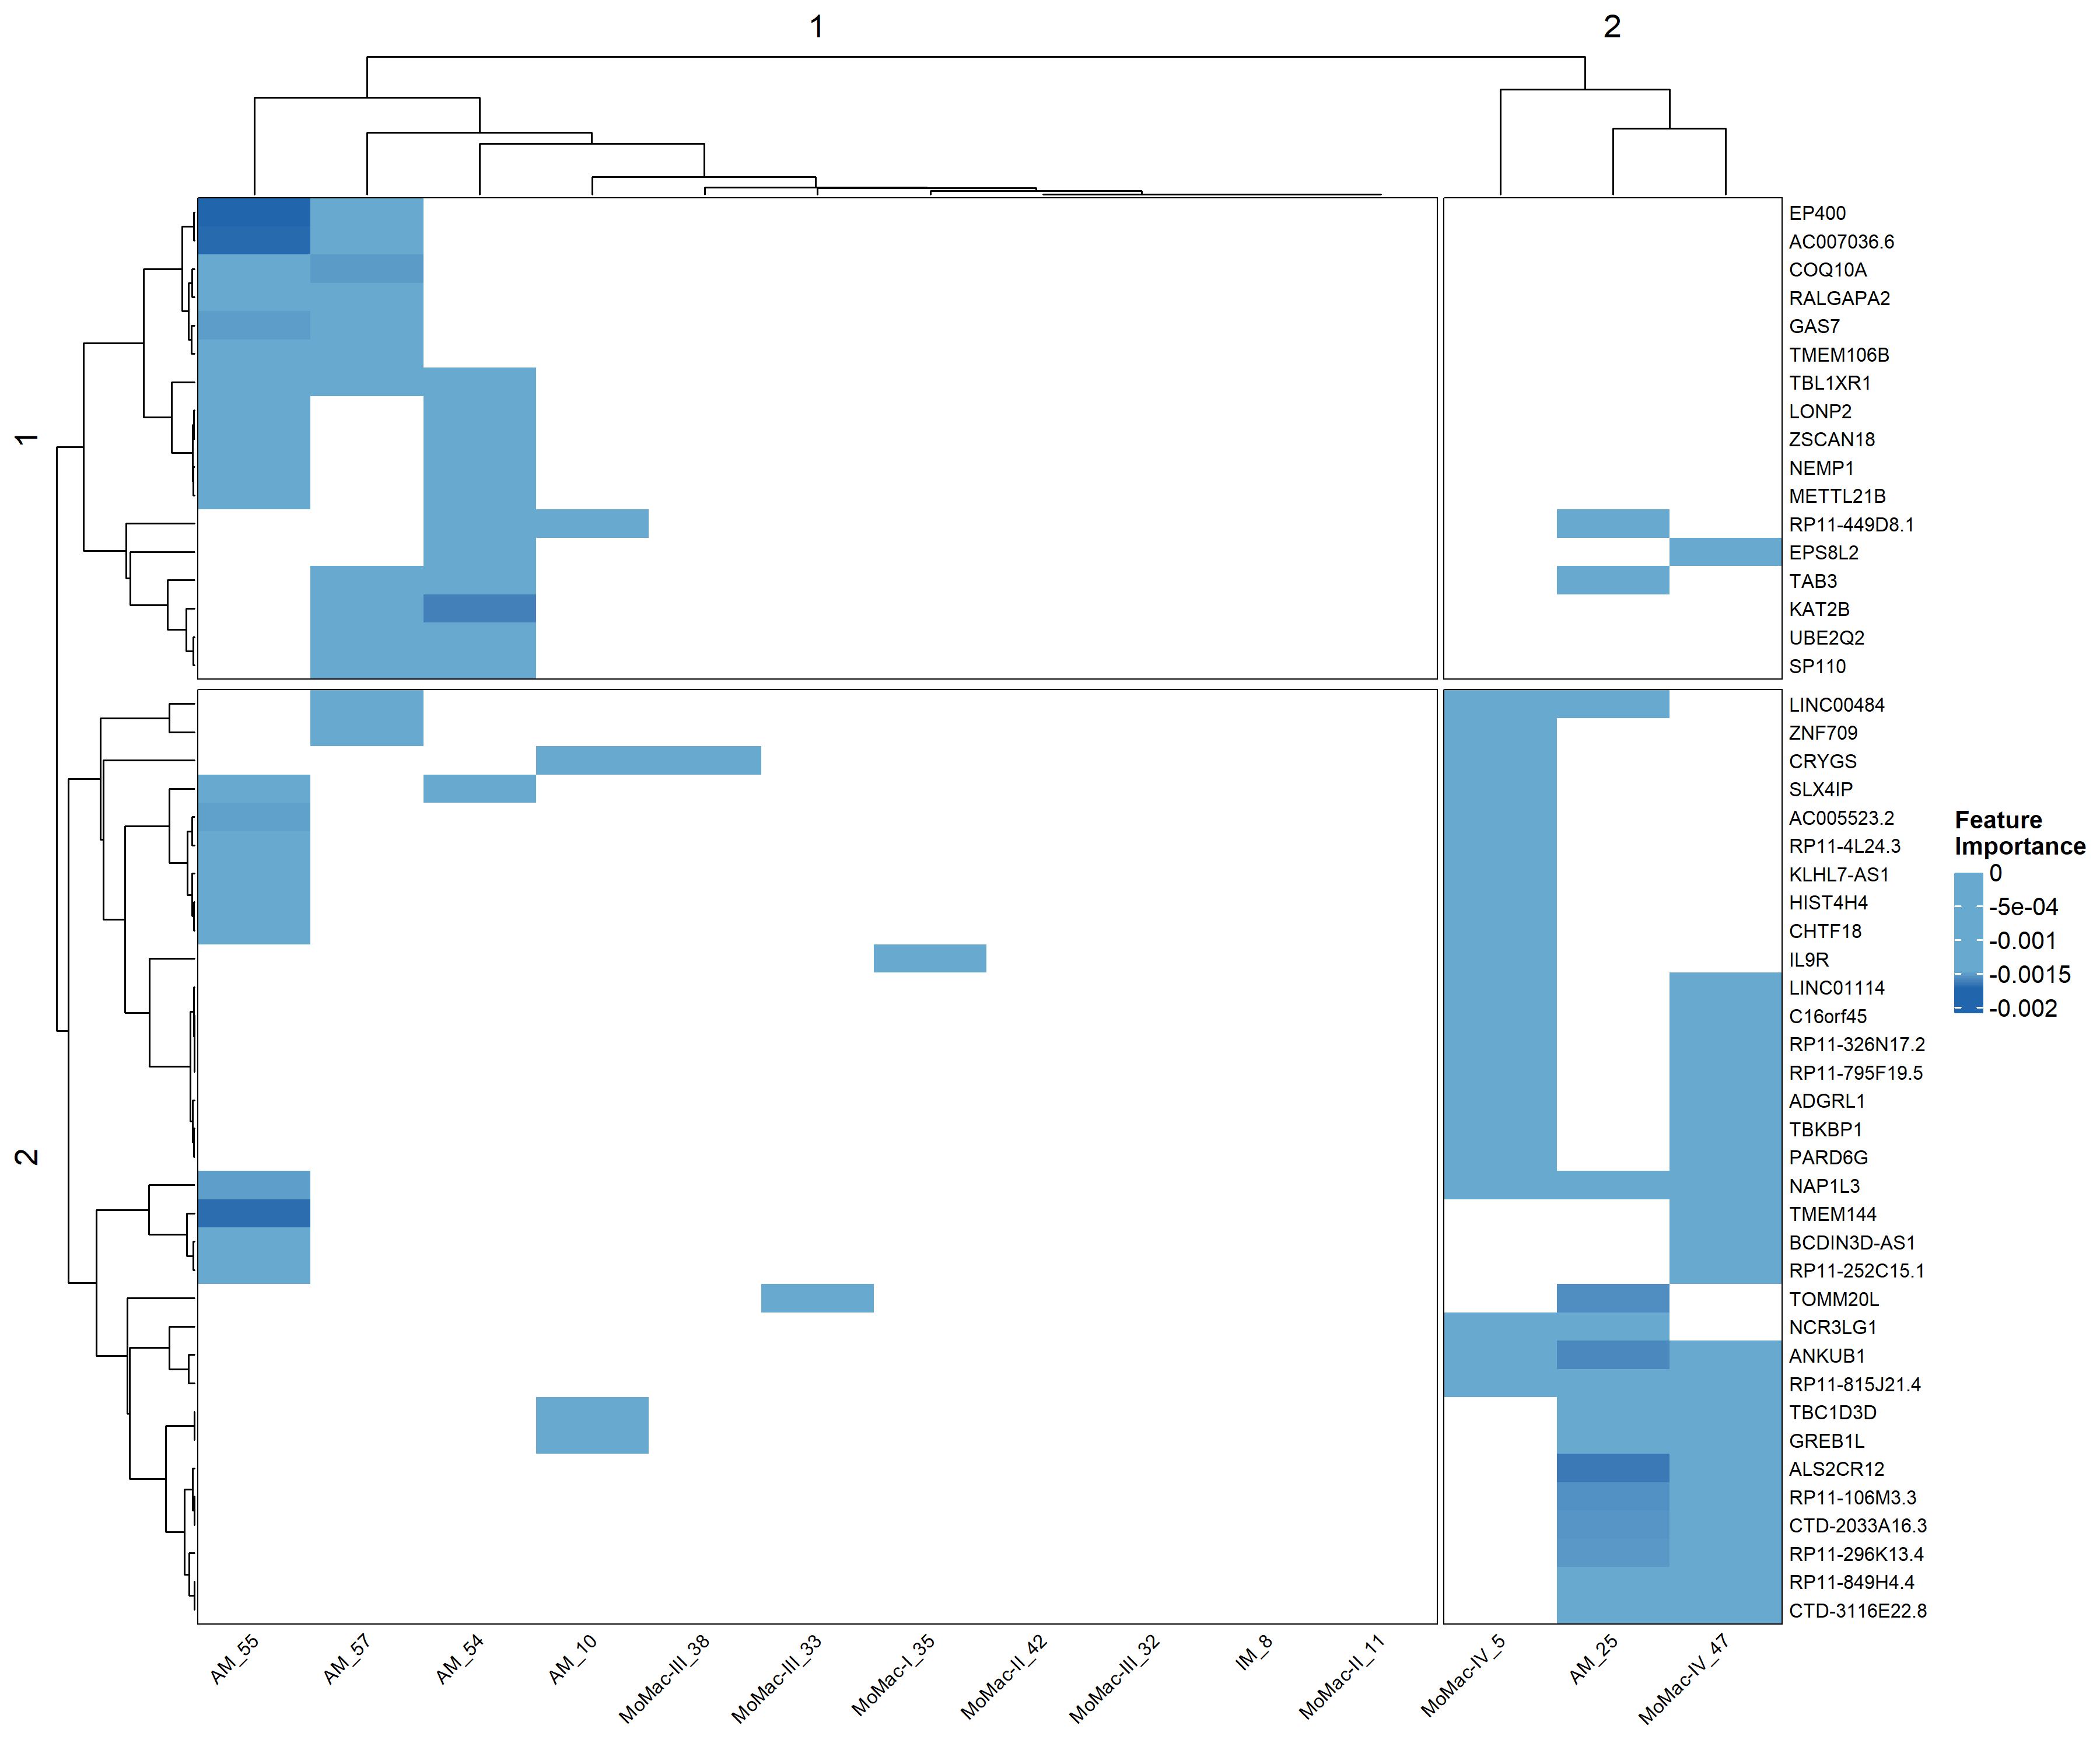 1
2
EP400
AC007036.6
COQ10A
RALGAPA2
GAS7
TMEM106B
TBL1XR1
LONP2
ZSCAN18
NEMP1
METTL21B
RP11-449D8.1
EPS8L2
TAB3
KAT2B
UBE2Q2
SP110
1
LINC00484
ZNF709
CRYGS
SLX4IP
AC005523.2
RP11-4L24.3
KLHL7-AS1
HIST4H4
CHTF18
IL9R
LINC01114
C16orf45
RP11-326N17.2
RP11-795F19.5
ADGRL1
TBKBP1
PARD6G
NAP1L3
TMEM144
BCDIN3D-AS1
RP11-252C15.1
TOMM20L
NCR3LG1
ANKUB1
RP11-815J21.4
TBC1D3D
GREB1L
ALS2CR12
RP11-106M3.3
CTD-2033A16.3
RP11-296K13.4
RP11-849H4.4
CTD-3116E22.8
2
Feature
Importance
0
-5e-04
-0.001
-0.0015
-0.002
AM_55
AM_57
AM_54
AM_10
MoMac-III_38
MoMac-III_33
MoMac-I_35
MoMac-II_42
MoMac-III_32
IM_8
MoMac-II_11
MoMac-IV_5
AM_25
MoMac-IV_47